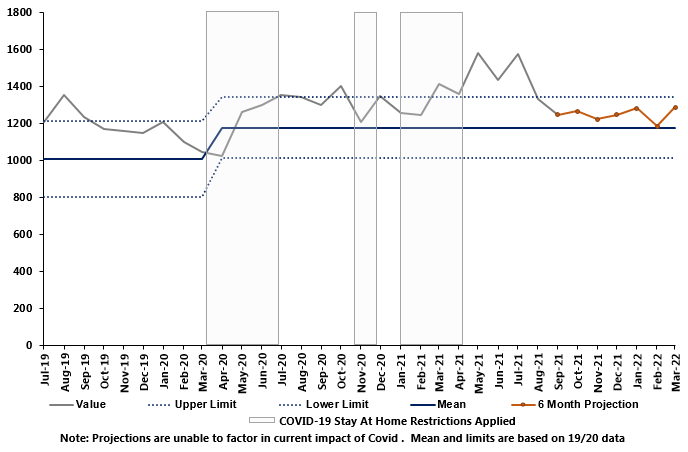 1800
1600
1400
1200
1000
800
600
400
200
0
Jul-19 Aug-19 Sep-19 Oct-19 Nov-19 Dec-19 Jan-20 Feb-20 Mar-20 Apr-20 May-20 Jun-20 Jul-20 Aug-20 Sep-20 Oct-20 Nov-20 Dec-20 Jan-21 Feb-21 Mar-21 Apr-21 May-21 Jun-21 Jul-21 Aug-21 Sep-21 Oct-21 Nov-21 Dec-21 Jan-22 Feb-22 Mar-22
Value Upper Limit Lower Limit Mean 6 Month Projection
COVID-19 Stay At Home Restrictions Applied
Note: Projections are unable to factor in current impact of Covid . Mean and limits are based on 19/20 data